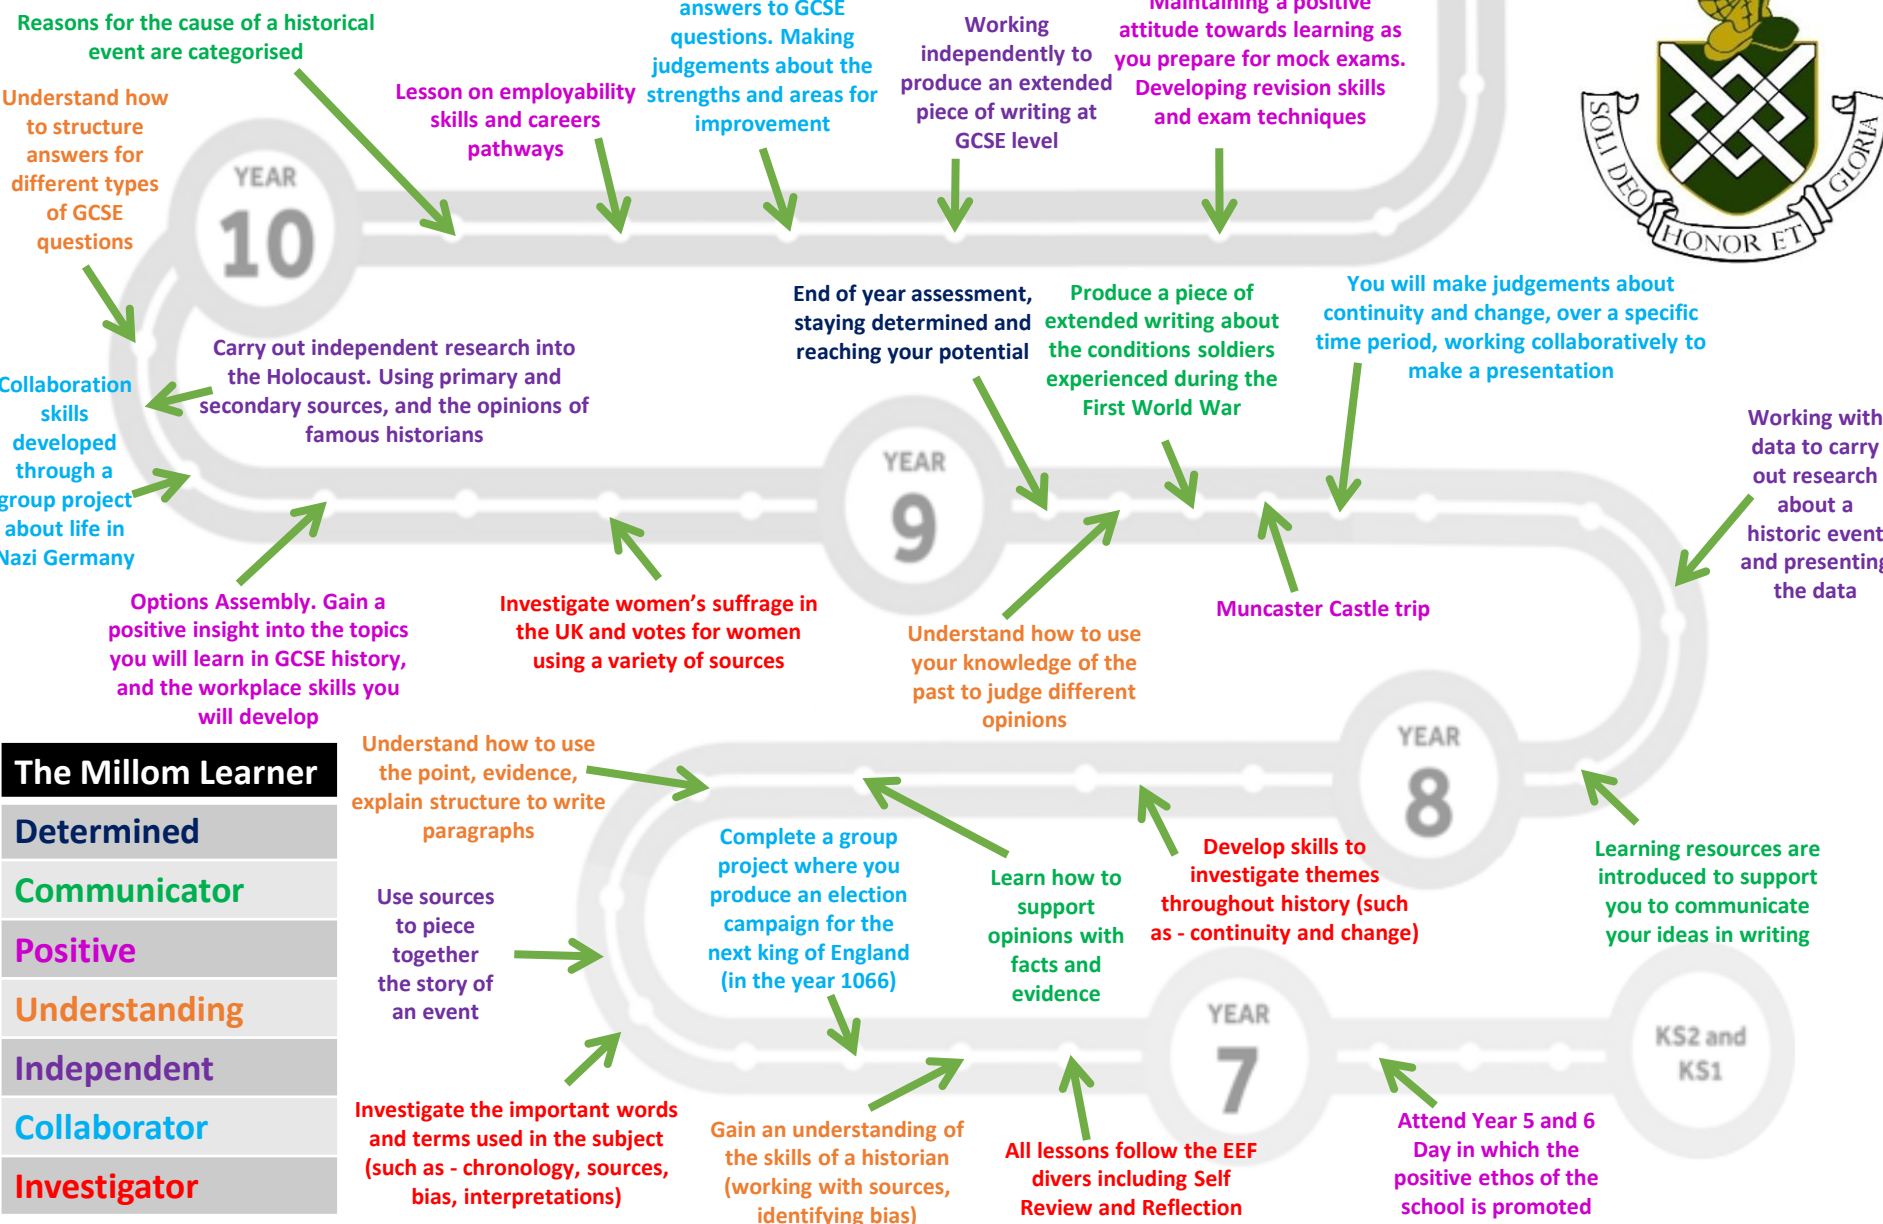 Reasons for the cause of a historical
event are categorised
answers to GCSE
questions. Making
judgements about the
strengths and areas for
improvement
Working
independently to
produce an extended
piece of writing at
GCSE level
Maintaining a positive
attitude towards learning as
you prepare for mock exams.
Developing revision skills
and exam techniques
SOLI DEO
HONOR ET
GLORIA
Understand how
to structure
answers for
different types
of GCSE
questions
Lesson on employability
skills and careers
pathways
YEAR
10
End of year assessment,
staying determined and
reaching your potential
Produce a piece of
extended writing about
the conditions soldiers
experienced during the
First World War
You will make judgements about
continuity and change, over a specific
time period, working collaboratively to
make a presentation
Carry out independent research into
the Holocaust. Using primary and
secondary sources, and the opinions of
famous historians
Collaboration
skills
developed
through a
group project
about life in
Nazi Germany
YEAR
9
Working with
data to carry
out research
about a
historic event
and presenting
the data
Options Assembly. Gain a
positive insight into the topics
you will learn in GCSE history,
and the workplace skills you
will develop
Investigate women's suffrage in
the UK and votes for women
using a variety of sources
Understand how to use
your knowledge of the
past to judge different
opinions
Muncaster Castle trip
YEAR
8
The Millom Learner
Determined
Communicator
Positive
Understanding
Independent
Collaborator
Investigator
Understand how to use
the point, evidence,
explain structure to write
paragraphs
Use sources
to piece
together
the story of
an event
Complete a group
project where you
produce an election
campaign for the
next king of England
(in the year 1066)
Learn how to
support
opinions with
facts and
evidence
Develop skills to
investigate themes
throughout history (such
as - continuity and change)
Learning resources are
introduced to support
you to communicate
your ideas in writing
YEAR
7
KS2 and
KS1
Investigate the important words
and terms used in the subject
(such as - chronology, sources,
bias, interpretations)
Gain an understanding of
the skills of a historian
(working with sources,
identifying bias)
All lessons follow the EEF
divers including Self
Review and Reflection
Attend Year 5 and 6
Day in which the
positive ethos of the
school is promoted